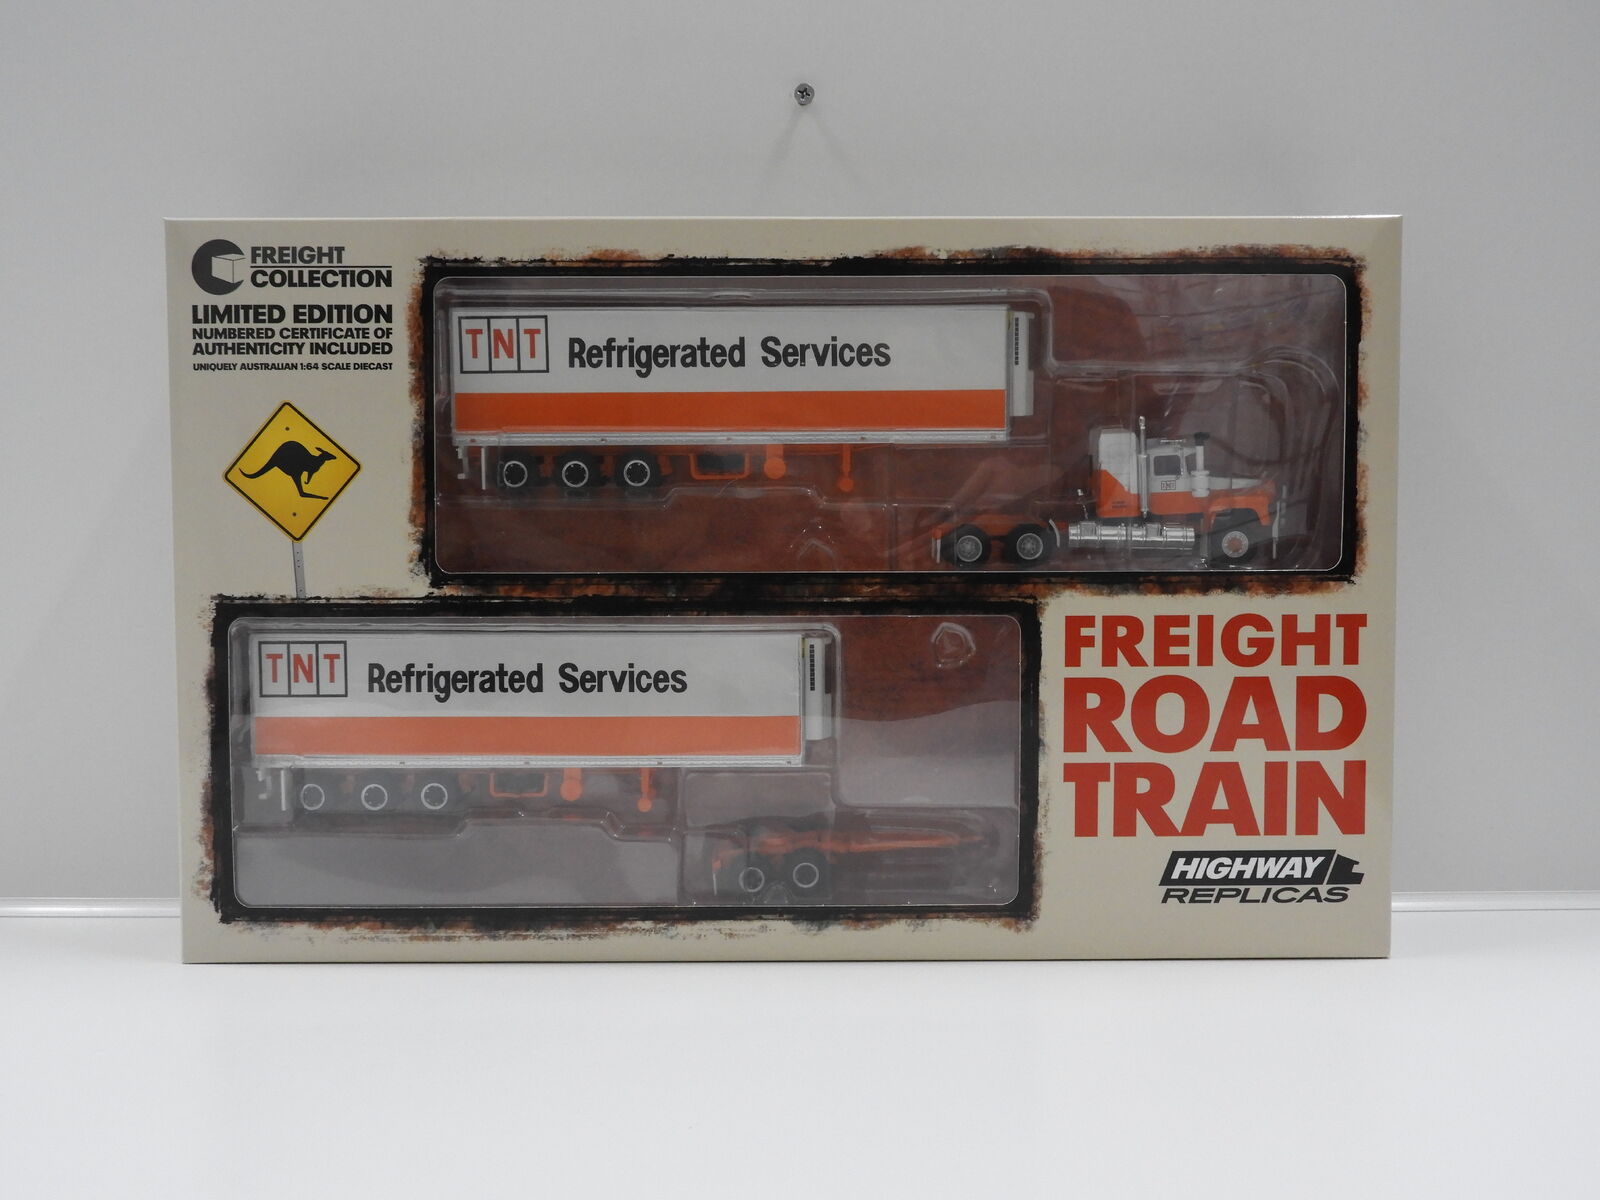 FREIGHT
COLLECTION
LIMITED EDITION
NUMBERED CERTIFICATE OF
AUTHENTICITY INCLUDED
UNIQUELY AUSTRALIAN 1:64 SCALE DIECAST
TNT Refrigerated Services
TNT
TNT Refrigerated Services
FREIGHT
ROAD
TRAIN
HIGHWAY
REPLICAS